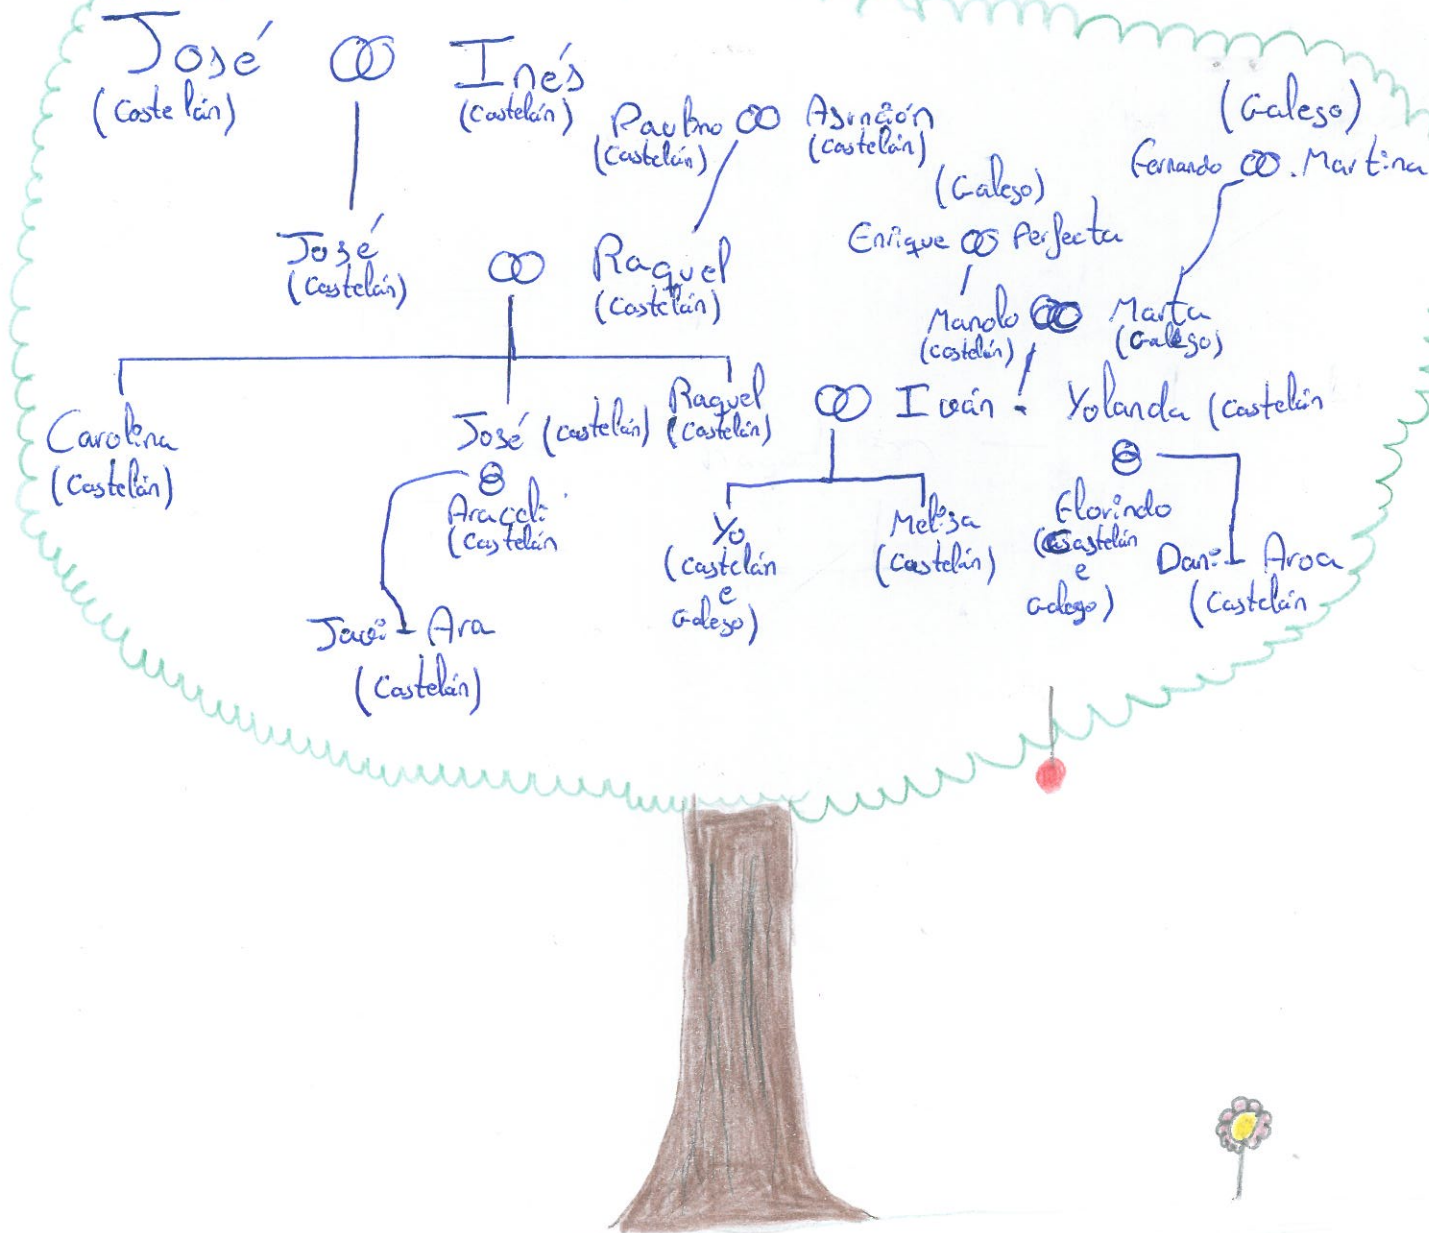 José Inés
(Castelán) (Castelán)
Paulino Asunción
(Castelán) (Castelán)
(Galego)
Fernando Martina
(Galego)
Enrique Perfecta
José Raquel
(Castelán) (Castelán)
Manolo Marta
(Castelán) (Galego)
Carolina
(Castelán)
José (Castelán)
Araceli
(Castelán
Raquel
(Castelán)
Iván - Yolanda (Castelán
Yo
(Castelán
e
Galego)
Melisa
(Castelán)
Florindo
(Castelán
e
Galego)
Dani - Aroa
(Castelán
Javi - Ara
(Castelán)